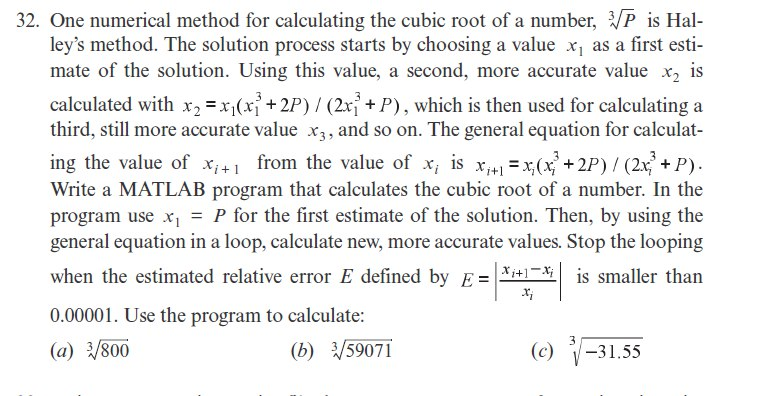 32. One numerical method for calculating the cubic root of a number, ∛P is Hal-
ley's method. The solution process starts by choosing a value x₁ as a first esti-
mate of the solution. Using this value, a second, more accurate value x₂ is
calculated with x₂ = x₁(x₁³ + 2P) / (2x₁³ + P), which is then used for calculating a
third, still more accurate value x₃, and so on. The general equation for calculat-
ing the value of xᵢ₊₁ from the value of xᵢ is xᵢ₊₁ = xᵢ(xᵢ³ + 2P) / (2xᵢ³ + P).
Write a MATLAB program that calculates the cubic root of a number. In the
program use x₁ = P for the first estimate of the solution. Then, by using the
general equation in a loop, calculate new, more accurate values. Stop the looping
when the estimated relative error E defined by E = |(xᵢ₊₁ − xᵢ)/xᵢ| is smaller than
0.00001. Use the program to calculate:
(a) ∛800 (b) ∛59071 (c) ∛−31.55